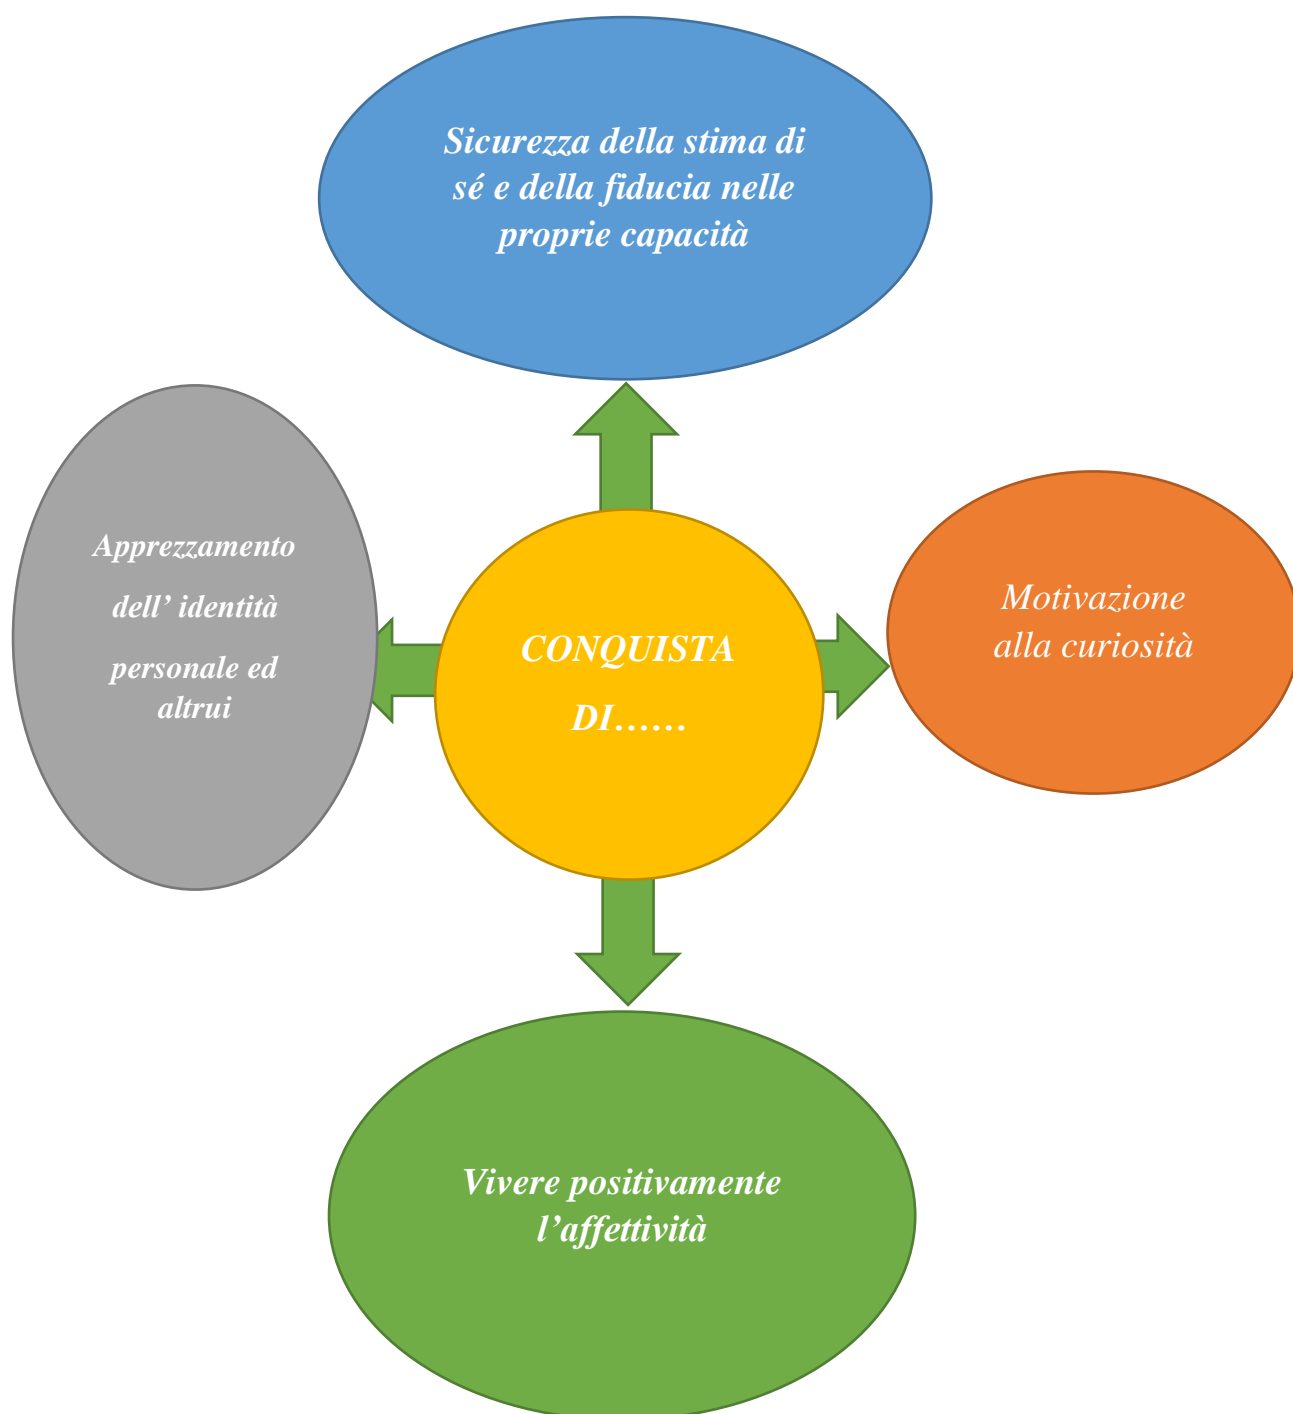 Sicurezza della stima di
sé e della fiducia nelle
proprie capacità
Apprezzamento
dell’ identità
personale ed
altrui
CONQUISTA
DI……
Motivazione
alla curiosità
Vivere positivamente
l’affettività